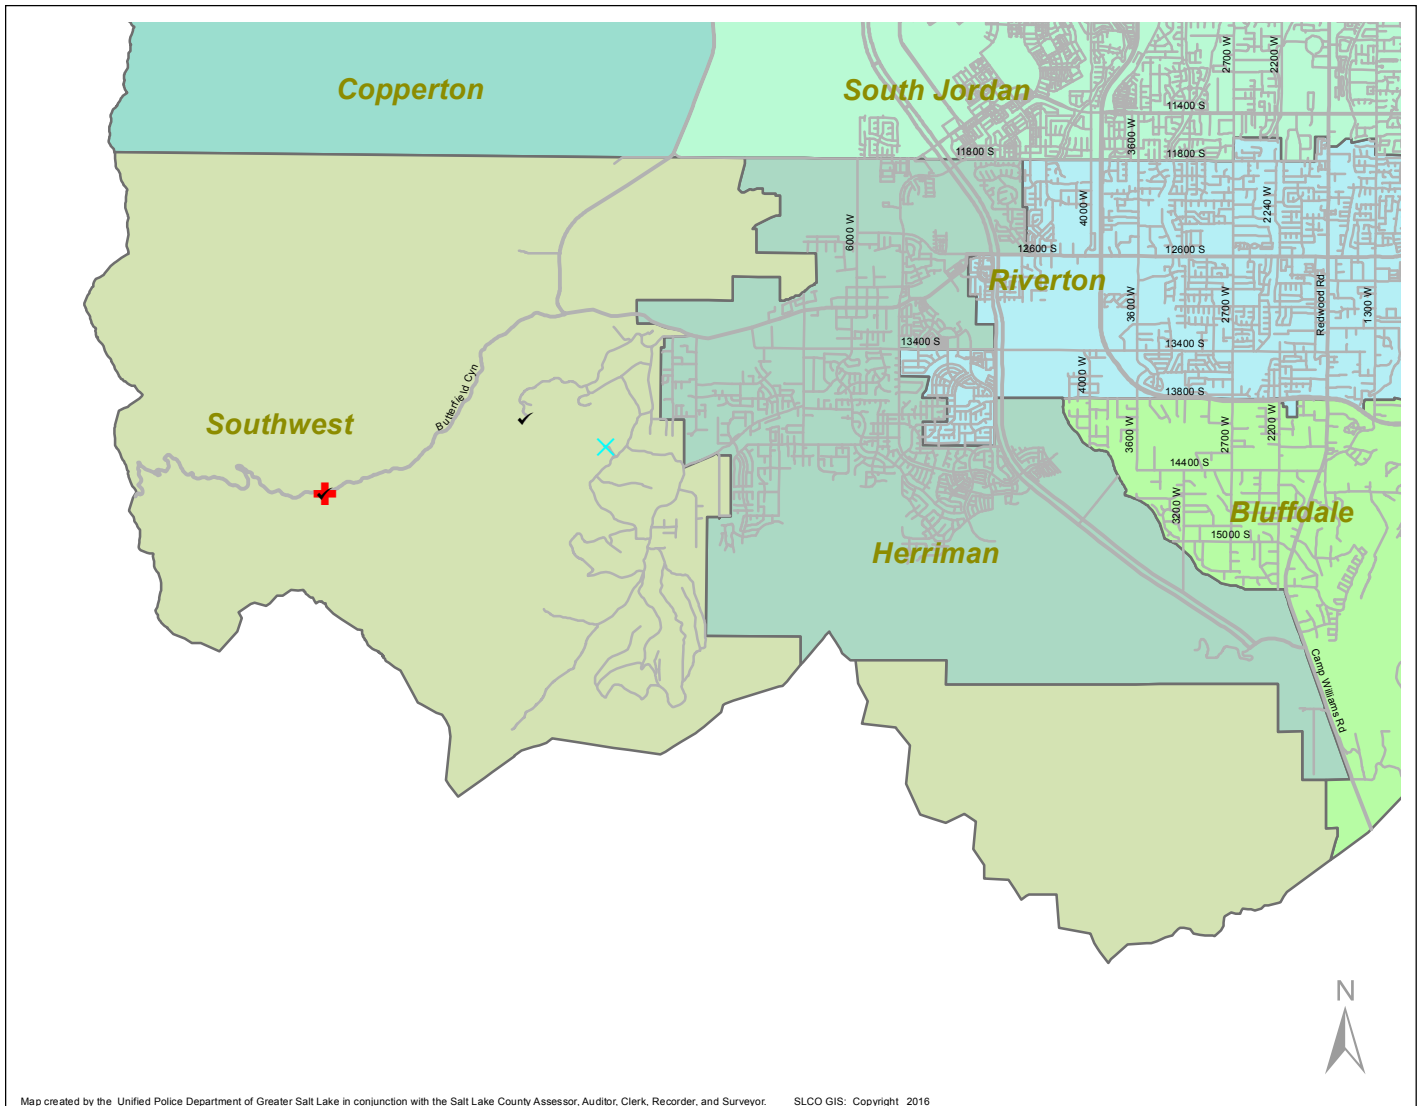 Copperton
South Jordan
2700 W
2200 W
11400 S
3600 W
11800 S
11800 S
4000 W
2240 W
6000 W
12600 S
12600 S
Riverton
3600 W
2700 W
Redwood Rd
1300 W
13400 S
13400 S
4000 W
13800 S
Butterfield Cyn
Southwest
3600 W
2700 W
2200 W
14400 S
3200 W
Bluffdale
15000 S
Herriman
Camp Williams Rd
N
Map created by the Unified Police Department of Greater Salt Lake in conjunction with the Salt Lake County Assessor, Auditor, Clerk, Recorder, and Surveyor. SLCO GIS: Copyright 2016